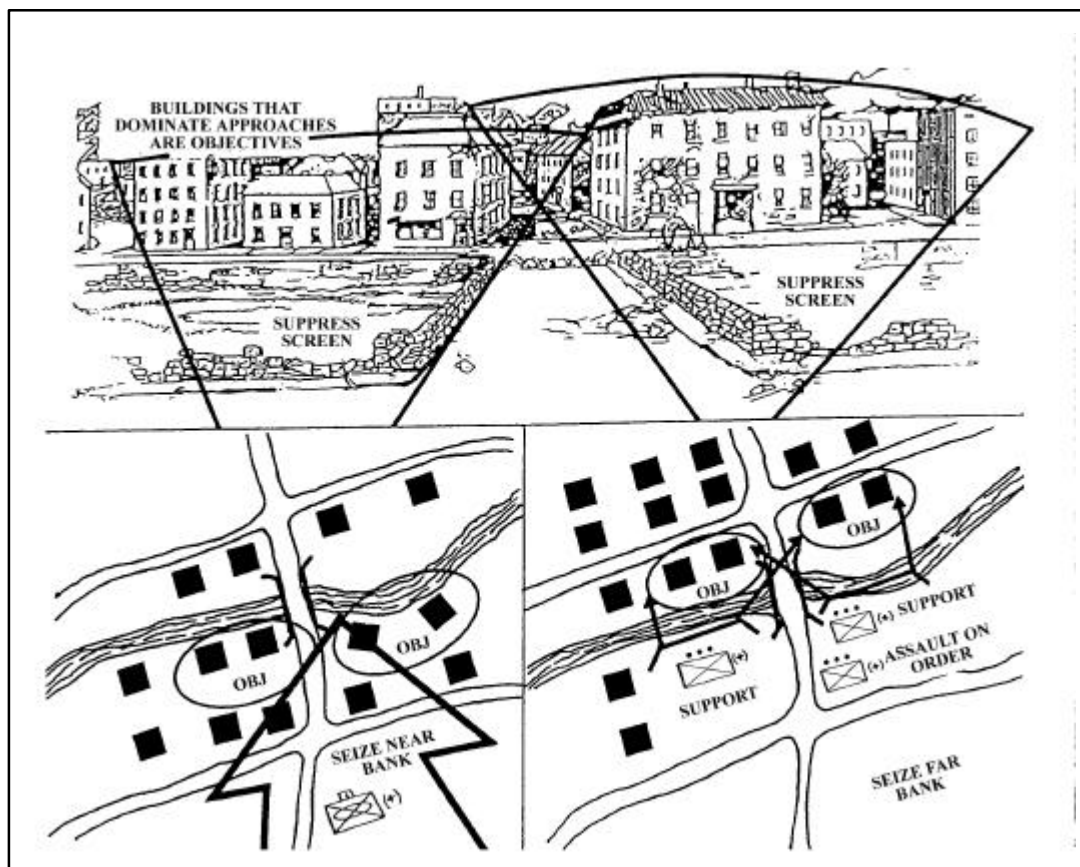 BUILDINGS THAT
DOMINATE APPROACHES
ARE OBJECTIVES
SUPPRESS
SCREEN
SUPPRESS
SCREEN
OBJ
OBJ
SEIZE NEAR
BANK
(+)
OBJ
OBJ
(+) SUPPORT
(+) ASSAULT ON
ORDER
(+)
SUPPORT
SEIZE FAR
BANK